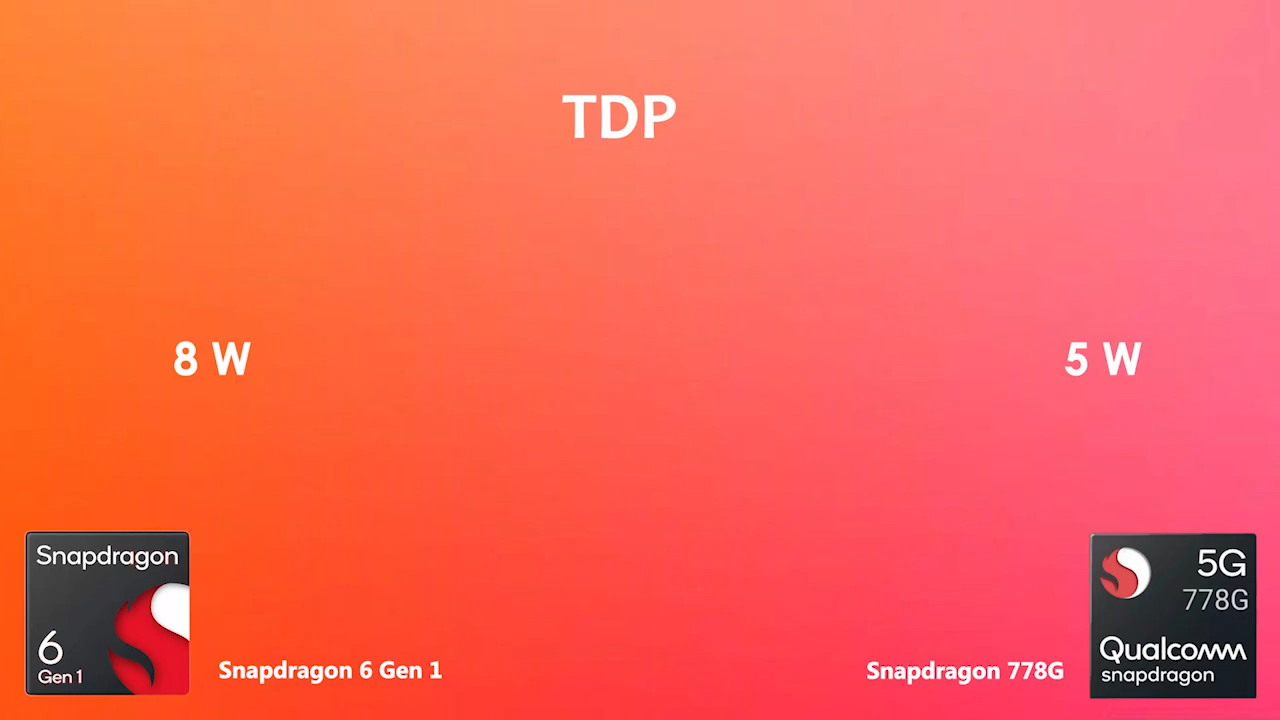 TDP
8 W
5 W
Snapdragon
6
Gen 1
Snapdragon 6 Gen 1
Snapdragon 778G
5G
778G
Qualcomm
snapdragon